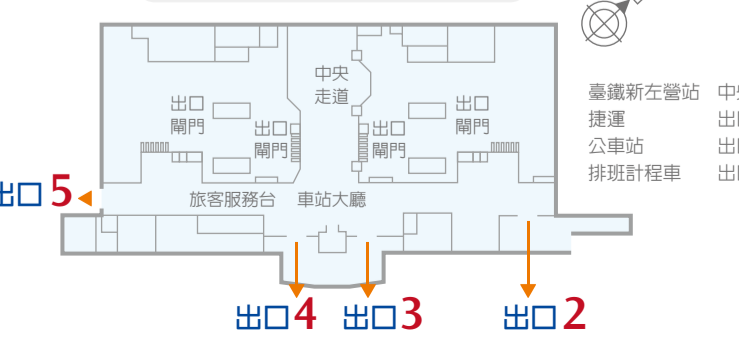 中央
走道
出口
閘門
出口
閘門
出口
閘門
出口
閘門
旅客服務台
車站大廳
出口 5
出口 4
出口 3
出口 2
臺鐵新左營站
捷運
公車站
排班計程車